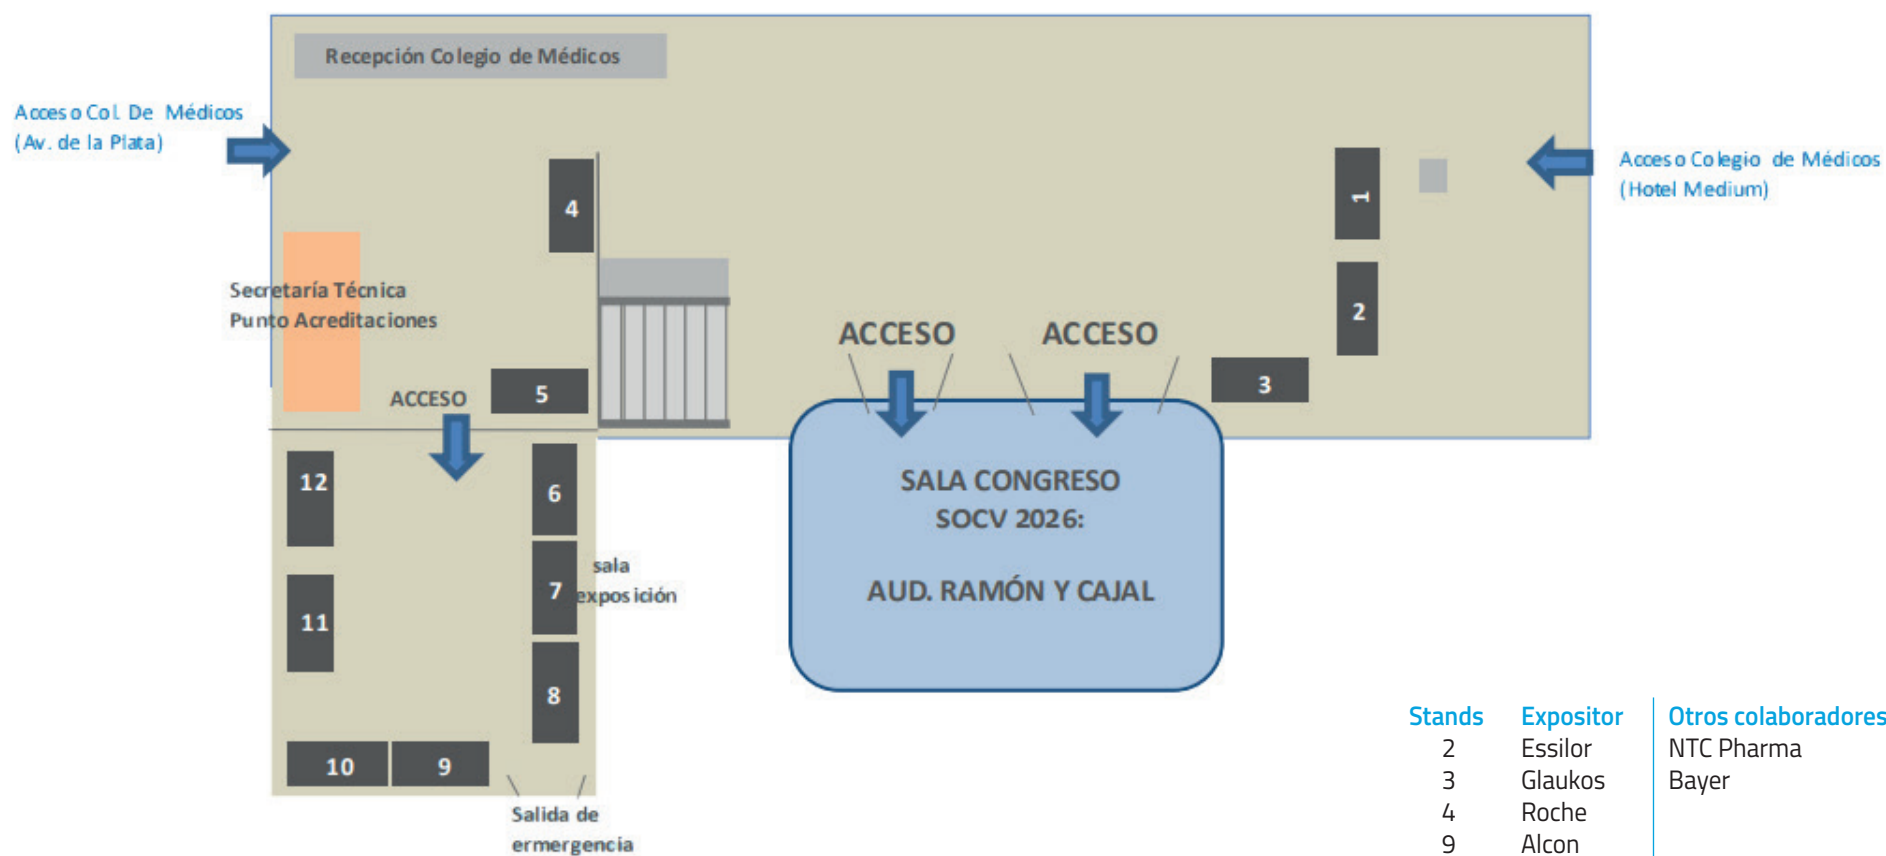 Recepción Colegio de Médicos
Acceso Col. De Médicos
(Av. de la Plata)
Acceso Colegio de Médicos
(Hotel Medium)
4
1
2
Secretaría Técnica
Punto Acreditaciones
ACCESO
ACCESO
3
5
ACCESO
12
6
SALA CONGRESO
SOCV 2026:
sala
exposición
7
AUD. RAMÓN Y CAJAL
11
8
10
9
Salida de
ermergencia
Stands Expositor Otros colaboradores
2 Essilor NTC Pharma
3 Glaukos Bayer
4 Roche
9 Alcon